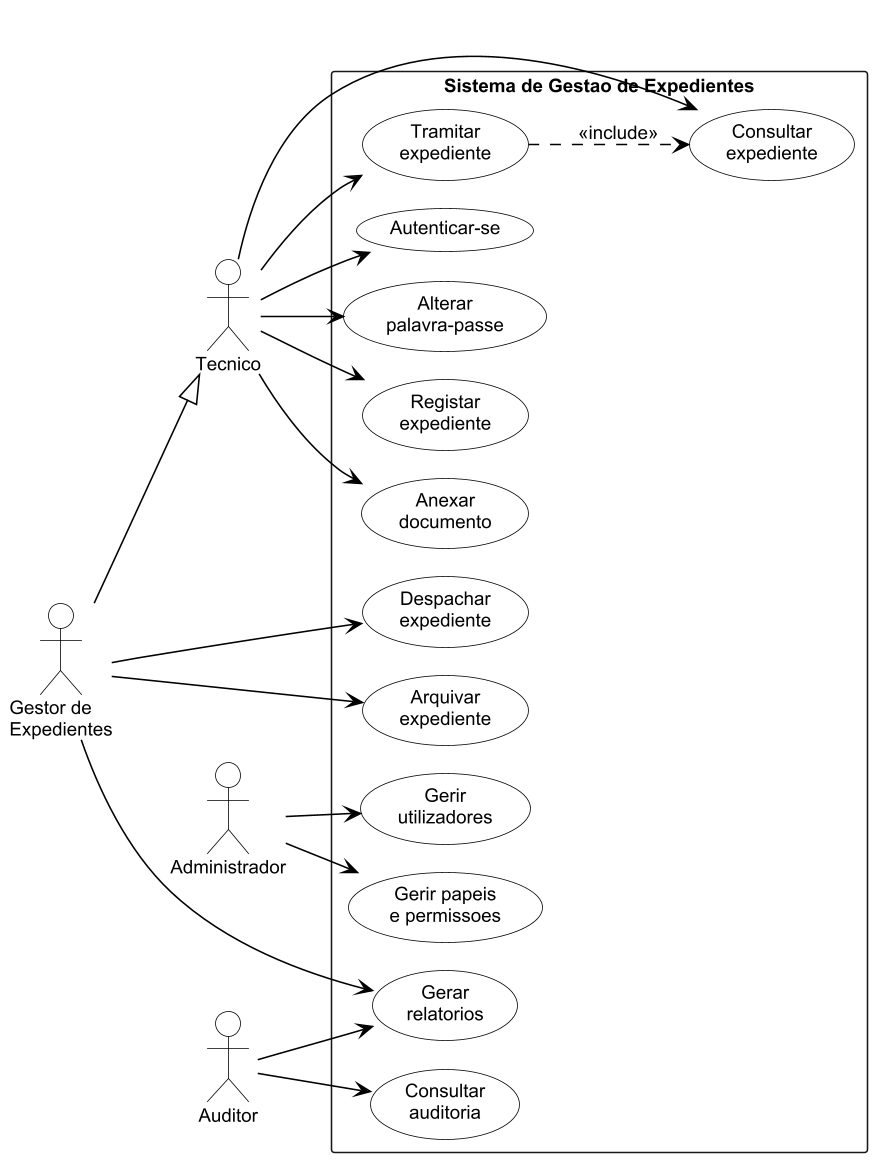 Sistema de Gestao de Expedientes
Tramitar
expediente
«include»
Consultar
expediente
Autenticar-se
Alterar
palavra-passe
Tecnico
Registar
expediente
Anexar
documento
Despachar
expediente
Gestor de
Expedientes
Arquivar
expediente
Gerir
utilizadores
Administrador
Gerir papeis
e permissoes
Gerar
relatorios
Auditor
Consultar
auditoria